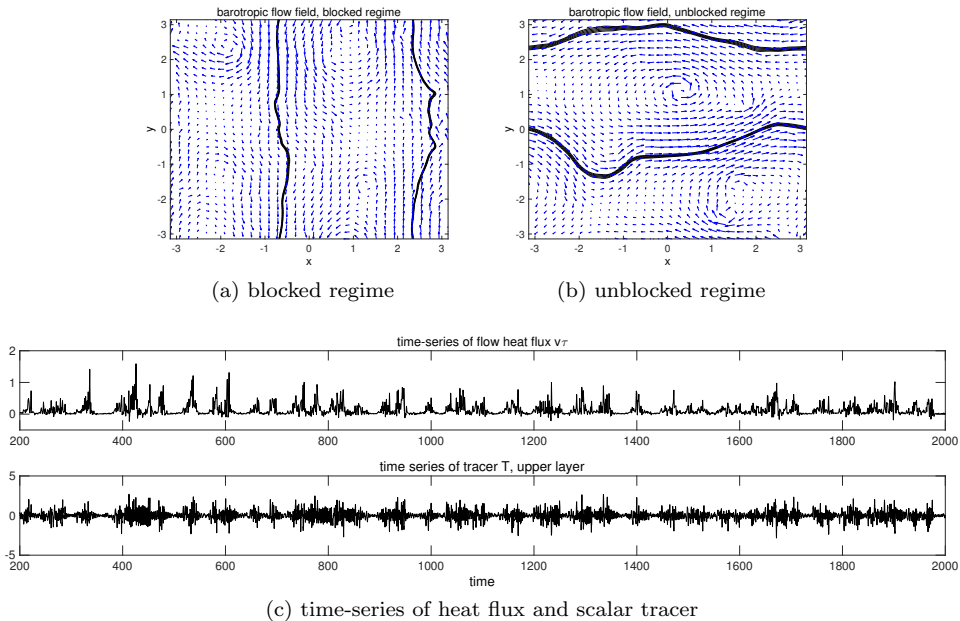 barotropic flow field, blocked regime
3
2
1
0
-1
-2
-3
y
-3 -2 -1 0 1 2 3
x
(a) blocked regime
barotropic flow field, unblocked regime
3
2
1
0
-1
-2
-3
y
-3 -2 -1 0 1 2 3
x
(b) unblocked regime
time-series of flow heat flux vτ
2
1
0
200 400 600 800 1000 1200 1400 1600 1800 2000
time series of tracer T, upper layer
5
0
-5
200 400 600 800 1000 1200 1400 1600 1800 2000
time
(c) time-series of heat flux and scalar tracer